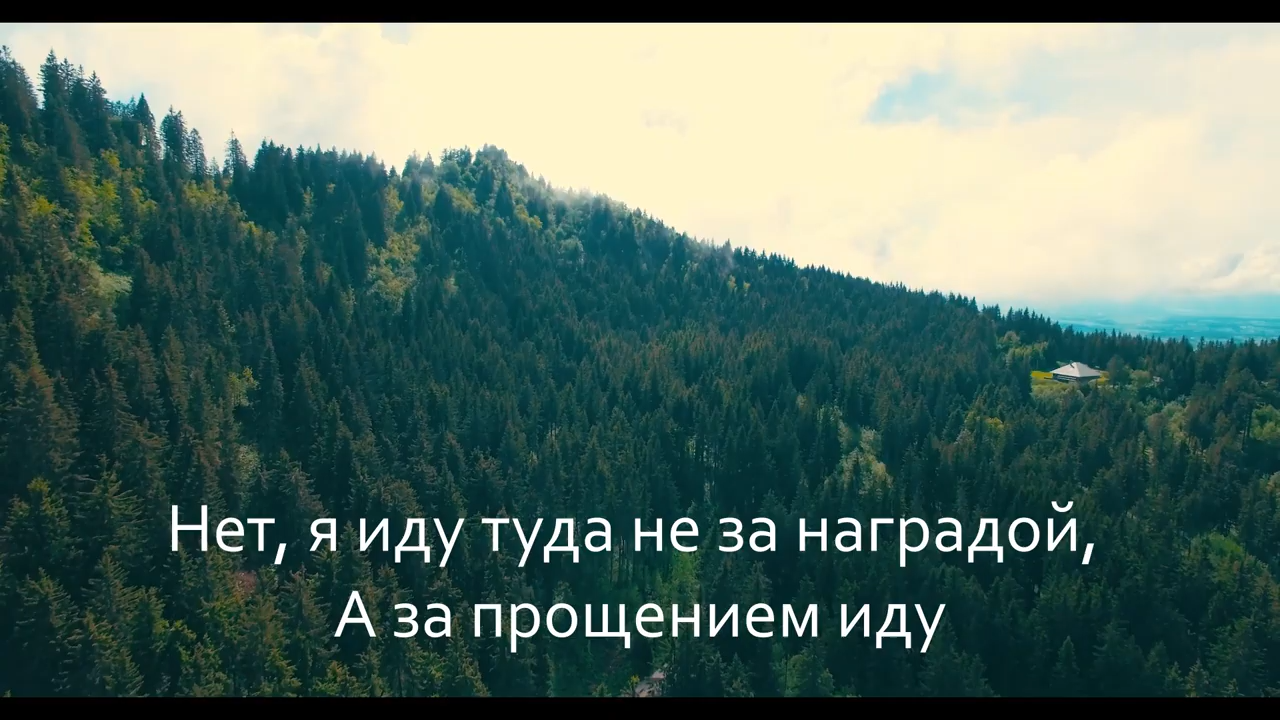 Нет, я иду туда не за наградой,
А за прощением иду